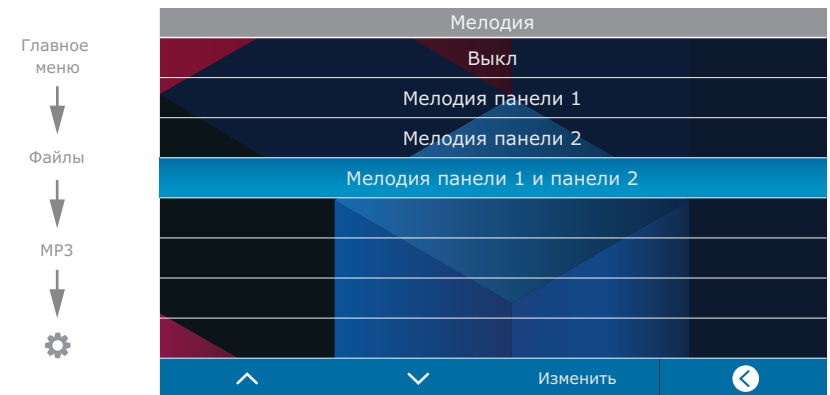 Главное
меню
Файлы
MP3
Мелодия
Выкл
Мелодия панели 1
Мелодия панели 2
Мелодия панели 1 и панели 2
Изменить